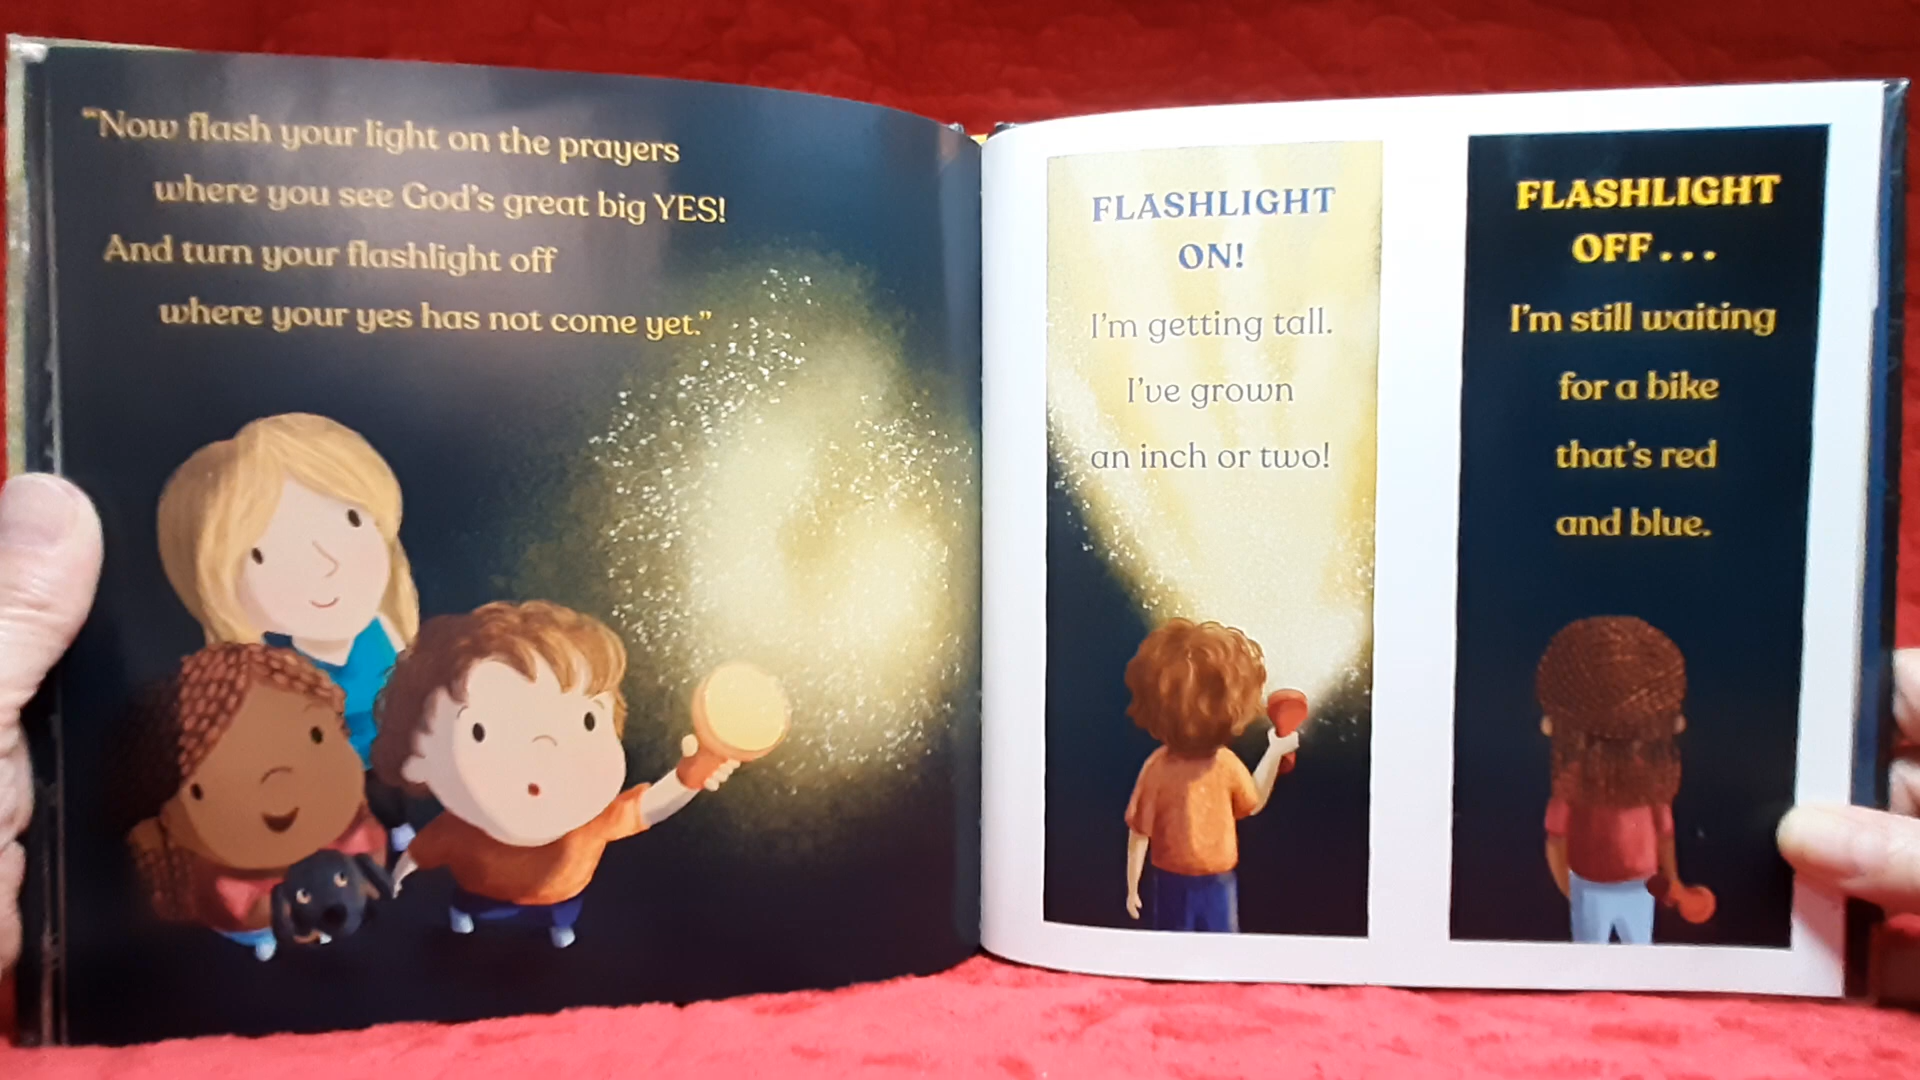 “Now flash your light on the prayers
where you see God’s great big YES!
And turn your flashlight off
where your yes has not come yet.”
FLASHLIGHT
ON!
I’m getting tall.
I’ve grown
an inch or two!
FLASHLIGHT
OFF . . .
I’m still waiting
for a bike
that’s red
and blue.